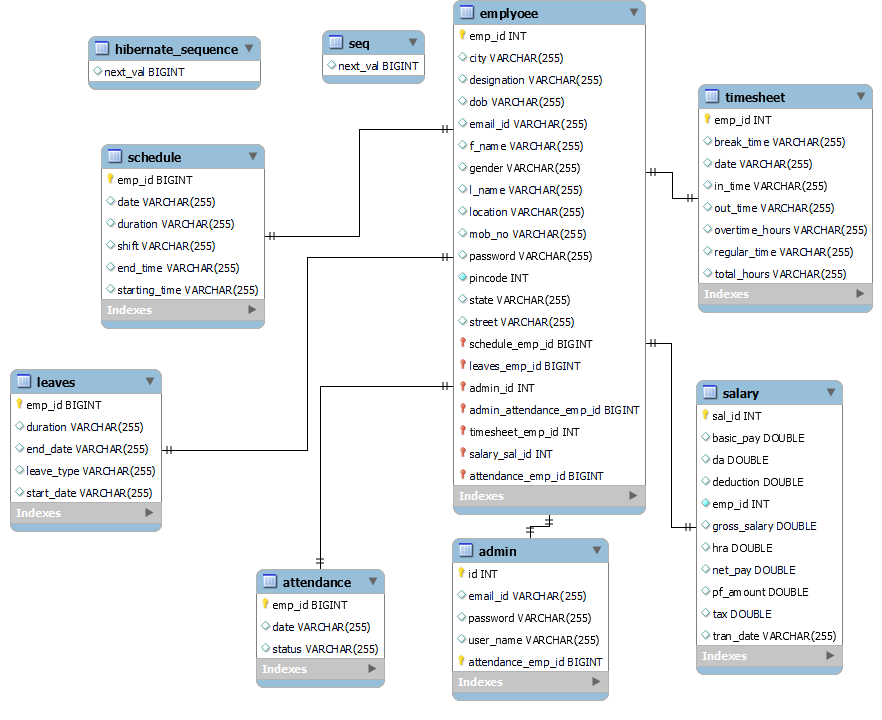 hibernate_sequence
next_val BIGINT
seq
next_val BIGINT
emplyoee
emp_id INT
city VARCHAR(255)
designation VARCHAR(255)
dob VARCHAR(255)
email_id VARCHAR(255)
f_name VARCHAR(255)
gender VARCHAR(255)
l_name VARCHAR(255)
location VARCHAR(255)
mob_no VARCHAR(255)
password VARCHAR(255)
pincode INT
state VARCHAR(255)
street VARCHAR(255)
schedule_emp_id BIGINT
leaves_emp_id BIGINT
admin_id INT
admin_attendance_emp_id BIGINT
timesheet_emp_id INT
salary_sal_id INT
attendance_emp_id BIGINT
Indexes
timesheet
emp_id INT
break_time VARCHAR(255)
date VARCHAR(255)
in_time VARCHAR(255)
out_time VARCHAR(255)
overtime_hours VARCHAR(255)
regular_time VARCHAR(255)
total_hours VARCHAR(255)
Indexes
schedule
emp_id BIGINT
date VARCHAR(255)
duration VARCHAR(255)
shift VARCHAR(255)
end_time VARCHAR(255)
starting_time VARCHAR(255)
Indexes
leaves
emp_id BIGINT
duration VARCHAR(255)
end_date VARCHAR(255)
leave_type VARCHAR(255)
start_date VARCHAR(255)
Indexes
salary
sal_id INT
basic_pay DOUBLE
da DOUBLE
deduction DOUBLE
emp_id INT
gross_salary DOUBLE
hra DOUBLE
net_pay DOUBLE
pf_amount DOUBLE
tax DOUBLE
tran_date VARCHAR(255)
Indexes
attendance
emp_id BIGINT
date VARCHAR(255)
status VARCHAR(255)
Indexes
admin
id INT
email_id VARCHAR(255)
password VARCHAR(255)
user_name VARCHAR(255)
attendance_emp_id BIGINT
Indexes